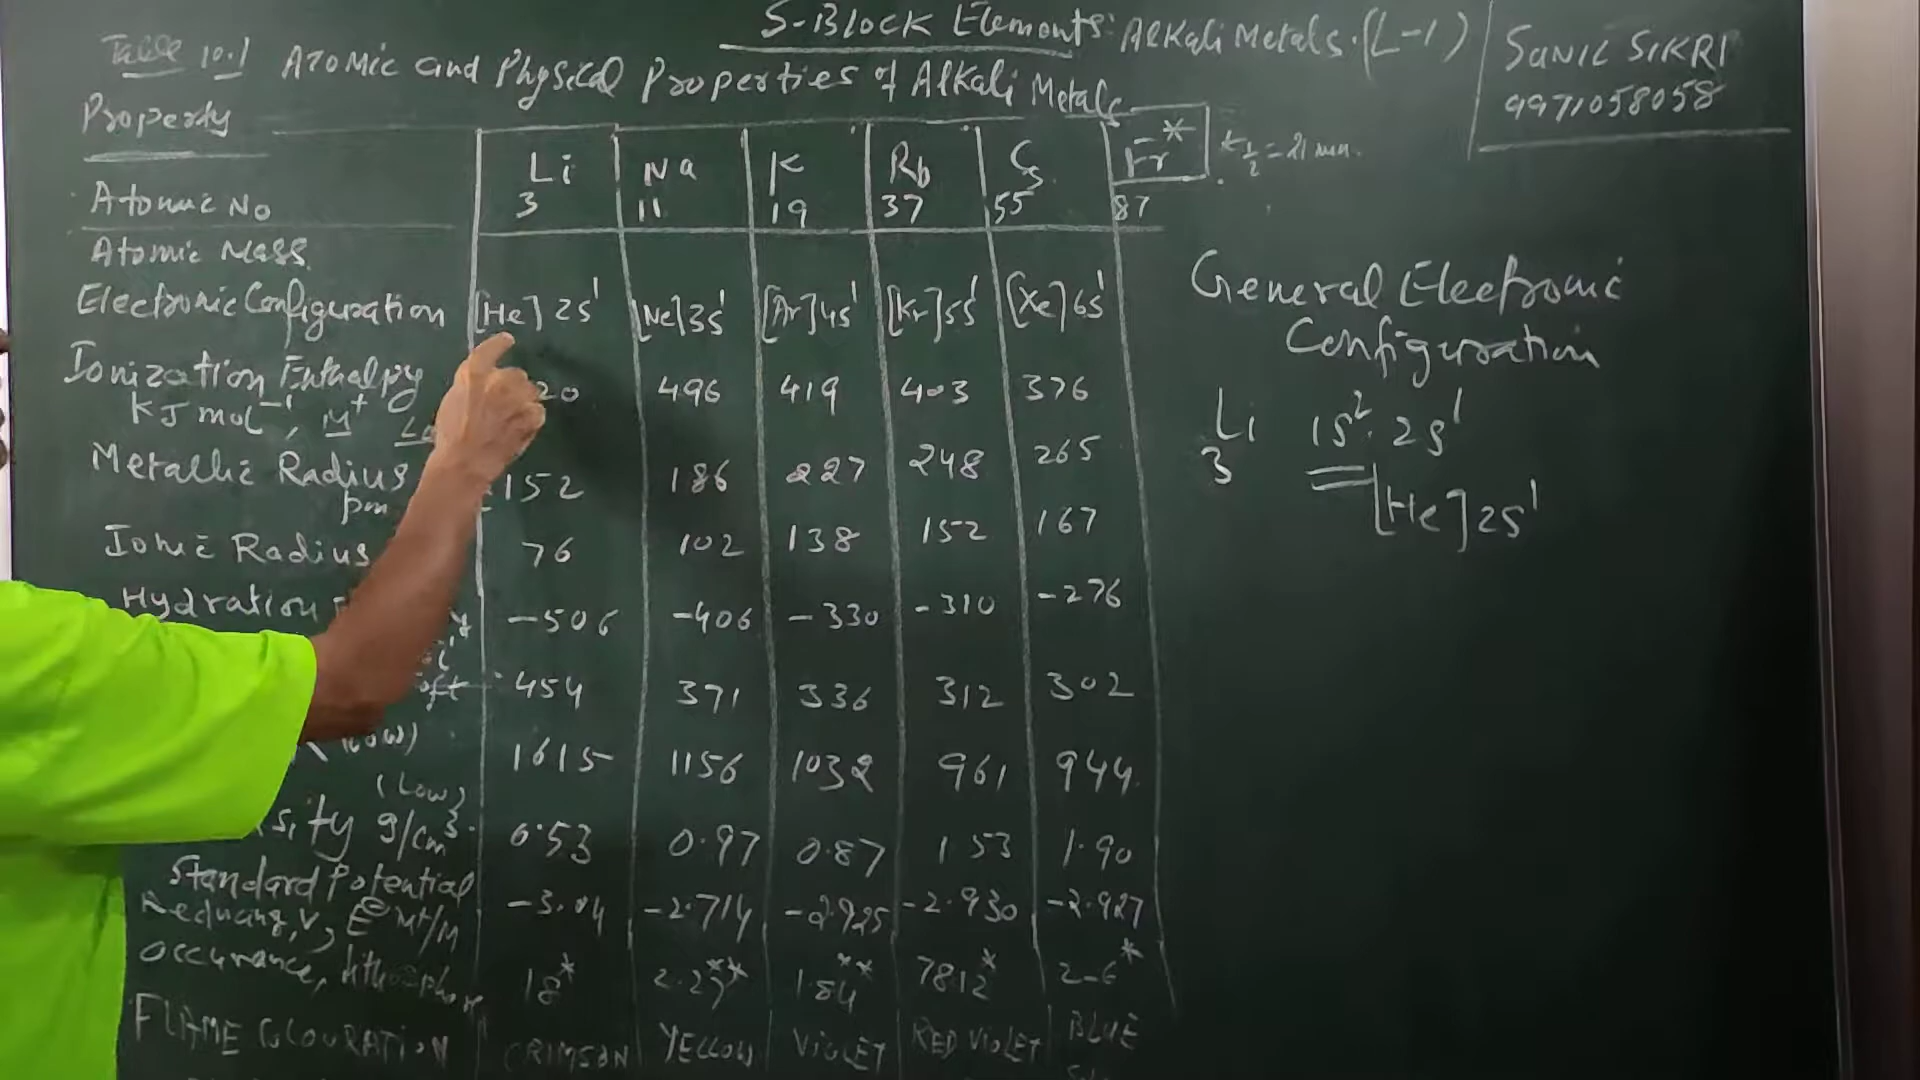 S-BLOCK Elements: Alkali Metals. (L-1)
SUNIL SIKRI
9971058058
Table 10.1 Atomic and Physical Properties of Alkali Metals
Property
Li Na K Rb Cs Fr* t½ = 21 min.
Atomic No 3 11 19 37 55 87
Atomic Mass
Electronic Configuration [He] 2s¹ [Ne] 3s¹ [Ar] 4s¹ [Kr] 5s¹ [Xe] 6s¹
Ionization Enthalpy 20 496 419 403 376
KJ mol⁻¹, M⁺
Metallic Radius 152 186 227 248 265
pm
Ionic Radius 76 102 138 152 167
Hydration -506 -406 -330 -310 -276
454 371 336 312 302
1615 1156 1032 961 944
(Low)
sity g/cm³ 0.53 0.97 0.87 1.53 1.90
Standard Potential
Reducing, V, E⊖ M⁺/M -3.04 -2.714 -2.925 -2.930 -2.927
Occurance, lithosphere 18* 2.27** 1.84** 7812* 2-6*
FLAME COLOURATION CRIMSON YELLOW VIOLET RED VIOLET BLUE
General Electronic
Configuration
Li 1s² 2s¹
3
[He] 2s¹